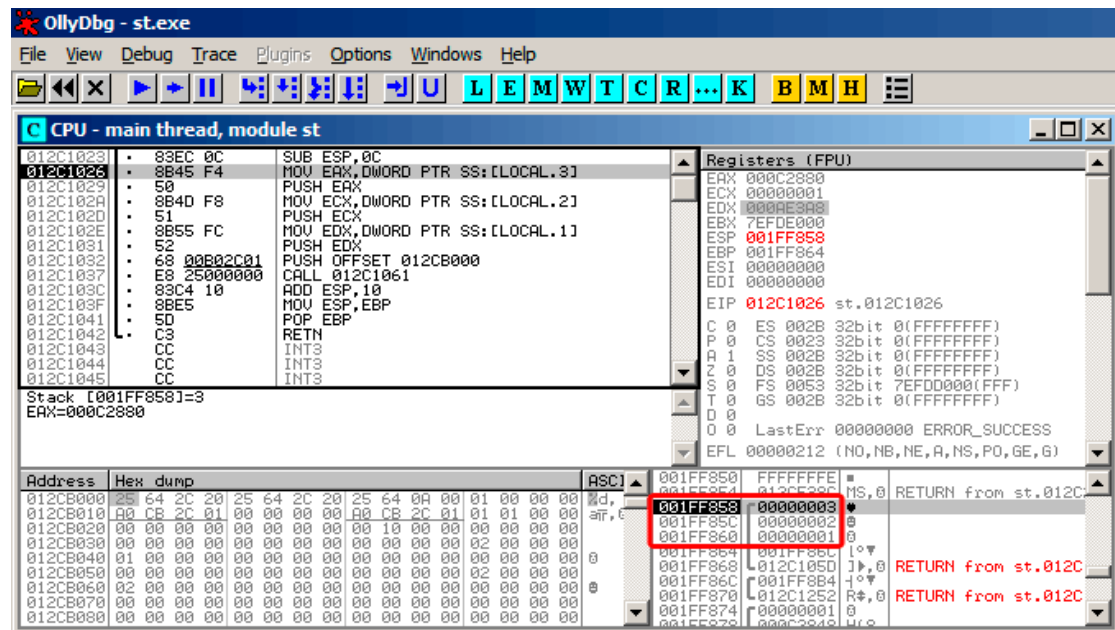 OllyDbg - st.exe
File View Debug Trace Plugins Options Windows Help
L E M W T C R ... K B M H
C CPU - main thread, module st
012C1023 · 83EC 0C SUB ESP,0C
012C1026 · 8B45 F4 MOV EAX,DWORD PTR SS:[LOCAL.3]
012C1029 · 50 PUSH EAX
012C102A · 8B4D F8 MOV ECX,DWORD PTR SS:[LOCAL.2]
012C102D · 51 PUSH ECX
012C102E · 8B55 FC MOV EDX,DWORD PTR SS:[LOCAL.1]
012C1031 · 52 PUSH EDX
012C1032 · 68 00B02C01 PUSH OFFSET 012CB000
012C1037 · E8 25000000 CALL 012C1061
012C103C · 83C4 10 ADD ESP,10
012C103F · 8BE5 MOV ESP,EBP
012C1041 · 5D POP EBP
012C1042 · C3 RETN
012C1043 CC INT3
012C1044 CC INT3
012C1045 CC INT3
Stack [001FF858]=3
EAX=000C2880
Registers (FPU)
EAX 000C2880
ECX 00000001
EDX 000AE3A8
EBX 7EFDE000
ESP 001FF858
EBP 001FF864
ESI 00000000
EDI 00000000
EIP 012C1026 st.012C1026
C 0 ES 002B 32bit 0(FFFFFFFF)
P 0 CS 0023 32bit 0(FFFFFFFF)
A 1 SS 002B 32bit 0(FFFFFFFF)
Z 0 DS 002B 32bit 0(FFFFFFFF)
S 0 FS 0053 32bit 7EFDD000(FFF)
T 0 GS 002B 32bit 0(FFFFFFFF)
D 0
O 0 LastErr 00000000 ERROR_SUCCESS
EFL 00000212 (NO,NB,NE,A,NS,PO,GE,G)
Address Hex dump ASCI
012CB000 25 64 2C 20 25 64 2C 20 25 64 0A 00 01 00 00 00 %d,
012CB010 A0 CB 2C 01 00 00 00 00 A0 CB 2C 01 01 01 00 00
012CB020 00 00 00 00 00 00 00 00 00 10 00 00 00 00 00 00
012CB030 00 00 00 00 00 00 00 00 00 00 00 00 02 00 00 00
012CB040 01 00 00 00 00 00 00 00 00 00 00 00 00 00 00 00
012CB050 00 00 00 00 00 00 00 00 00 00 00 00 02 00 00 00
012CB060 02 00 00 00 00 00 00 00 00 00 00 00 00 00 00 00
012CB070 00 00 00 00 00 00 00 00 00 00 00 00 00 00 00 00
012CB080 00 00 00 00 00 00 00 00 00 00 00 00 00 00 00 00
001FF850 FFFFFFFE
RETURN from st.012C
001FF858 00000003
001FF85C 00000002
001FF860 00000001
001FF864
001FF868 012C105D RETURN from st.012C
001FF86C 001FF8B4
001FF870 012C1252 RETURN from st.012C
001FF874 00000001